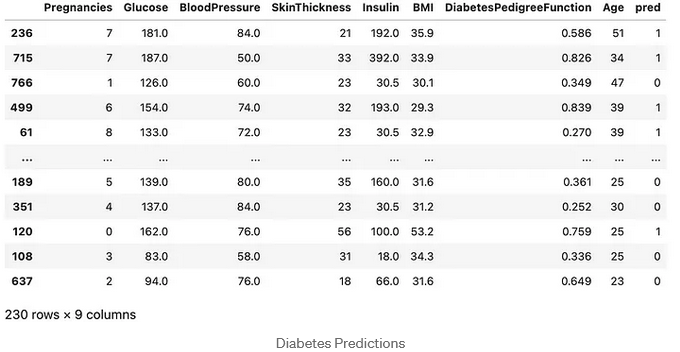 Pregnancies Glucose BloodPressure SkinThickness Insulin BMI DiabetesPedigreeFunction Age pred
236 7 181.0 84.0 21 192.0 35.9 0.586 51 1
715 7 187.0 50.0 33 392.0 33.9 0.826 34 1
766 1 126.0 60.0 23 30.5 30.1 0.349 47 0
499 6 154.0 74.0 32 193.0 29.3 0.839 39 1
61 8 133.0 72.0 23 30.5 32.9 0.270 39 1
... ... ... ... ... ... ... ... ... ...
189 5 139.0 80.0 35 160.0 31.6 0.361 25 0
351 4 137.0 84.0 23 30.5 31.2 0.252 30 0
120 0 162.0 76.0 56 100.0 53.2 0.759 25 1
108 3 83.0 58.0 31 18.0 34.3 0.336 25 0
637 2 94.0 76.0 18 66.0 31.6 0.649 23 0
230 rows × 9 columns
Diabetes Predictions